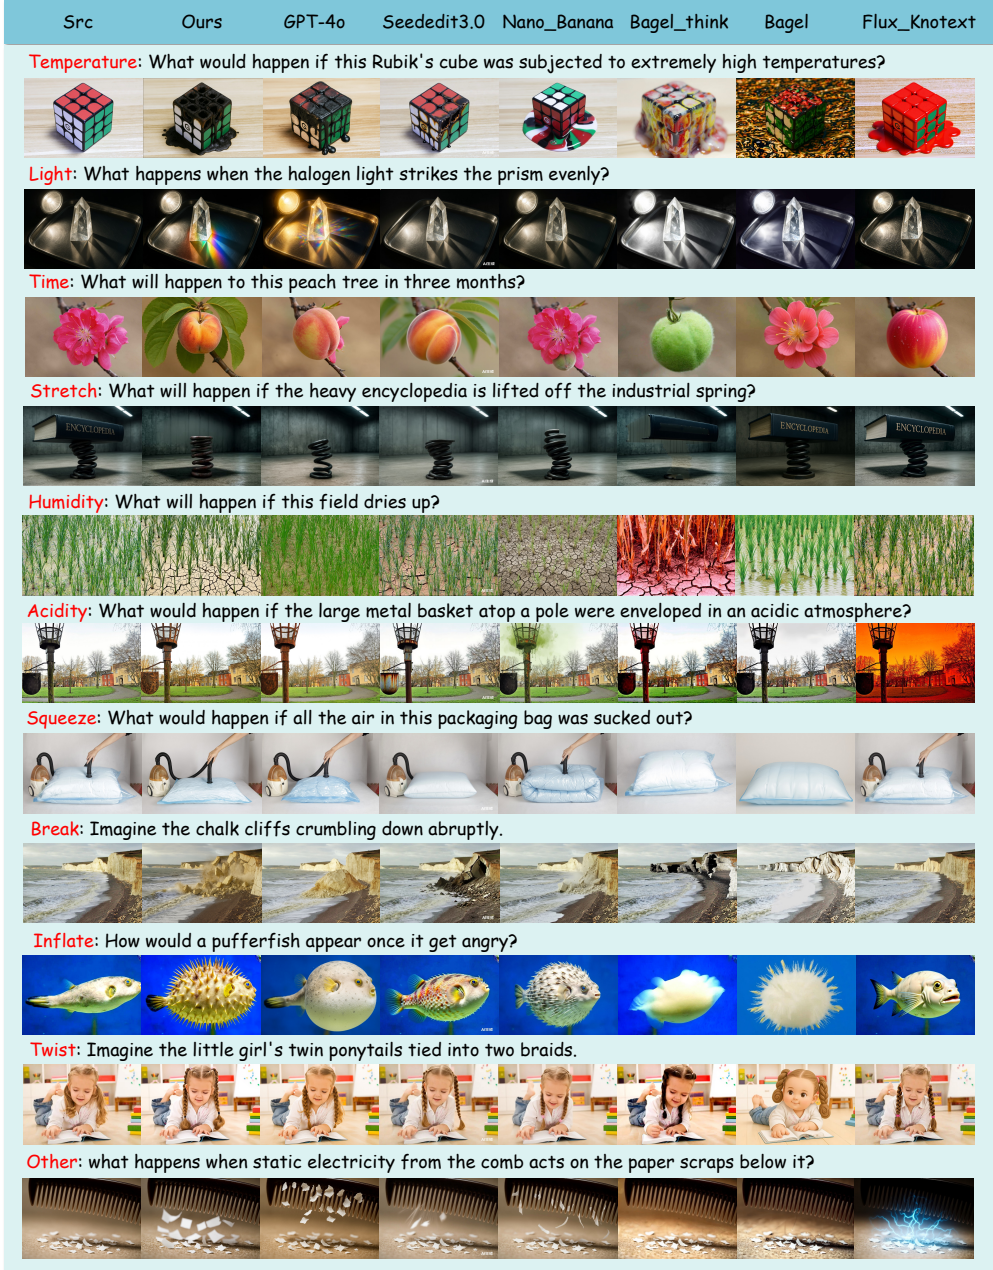 Src Ours GPT-4o Seededit3.0 Nano_Banana Bagel_think Bagel Flux_Knotext
Temperature: What would happen if this Rubik's cube was subjected to extremely high temperatures?
Light: What happens when the halogen light strikes the prism evenly?
Time: What will happen to this peach tree in three months?
Stretch: What will happen if the heavy encyclopedia is lifted off the industrial spring?
ENCYCLOPEDIA ENCYCLOPEDIA ENCYCLOPEDIA
Humidity: What will happen if this field dries up?
Acidity: What would happen if the large metal basket atop a pole were enveloped in an acidic atmosphere?
Squeeze: What would happen if all the air in this packaging bag was sucked out?
Break: Imagine the chalk cliffs crumbling down abruptly.
Inflate: How would a pufferfish appear once it get angry?
Twist: Imagine the little girl's twin ponytails tied into two braids.
Other: what happens when static electricity from the comb acts on the paper scraps below it?